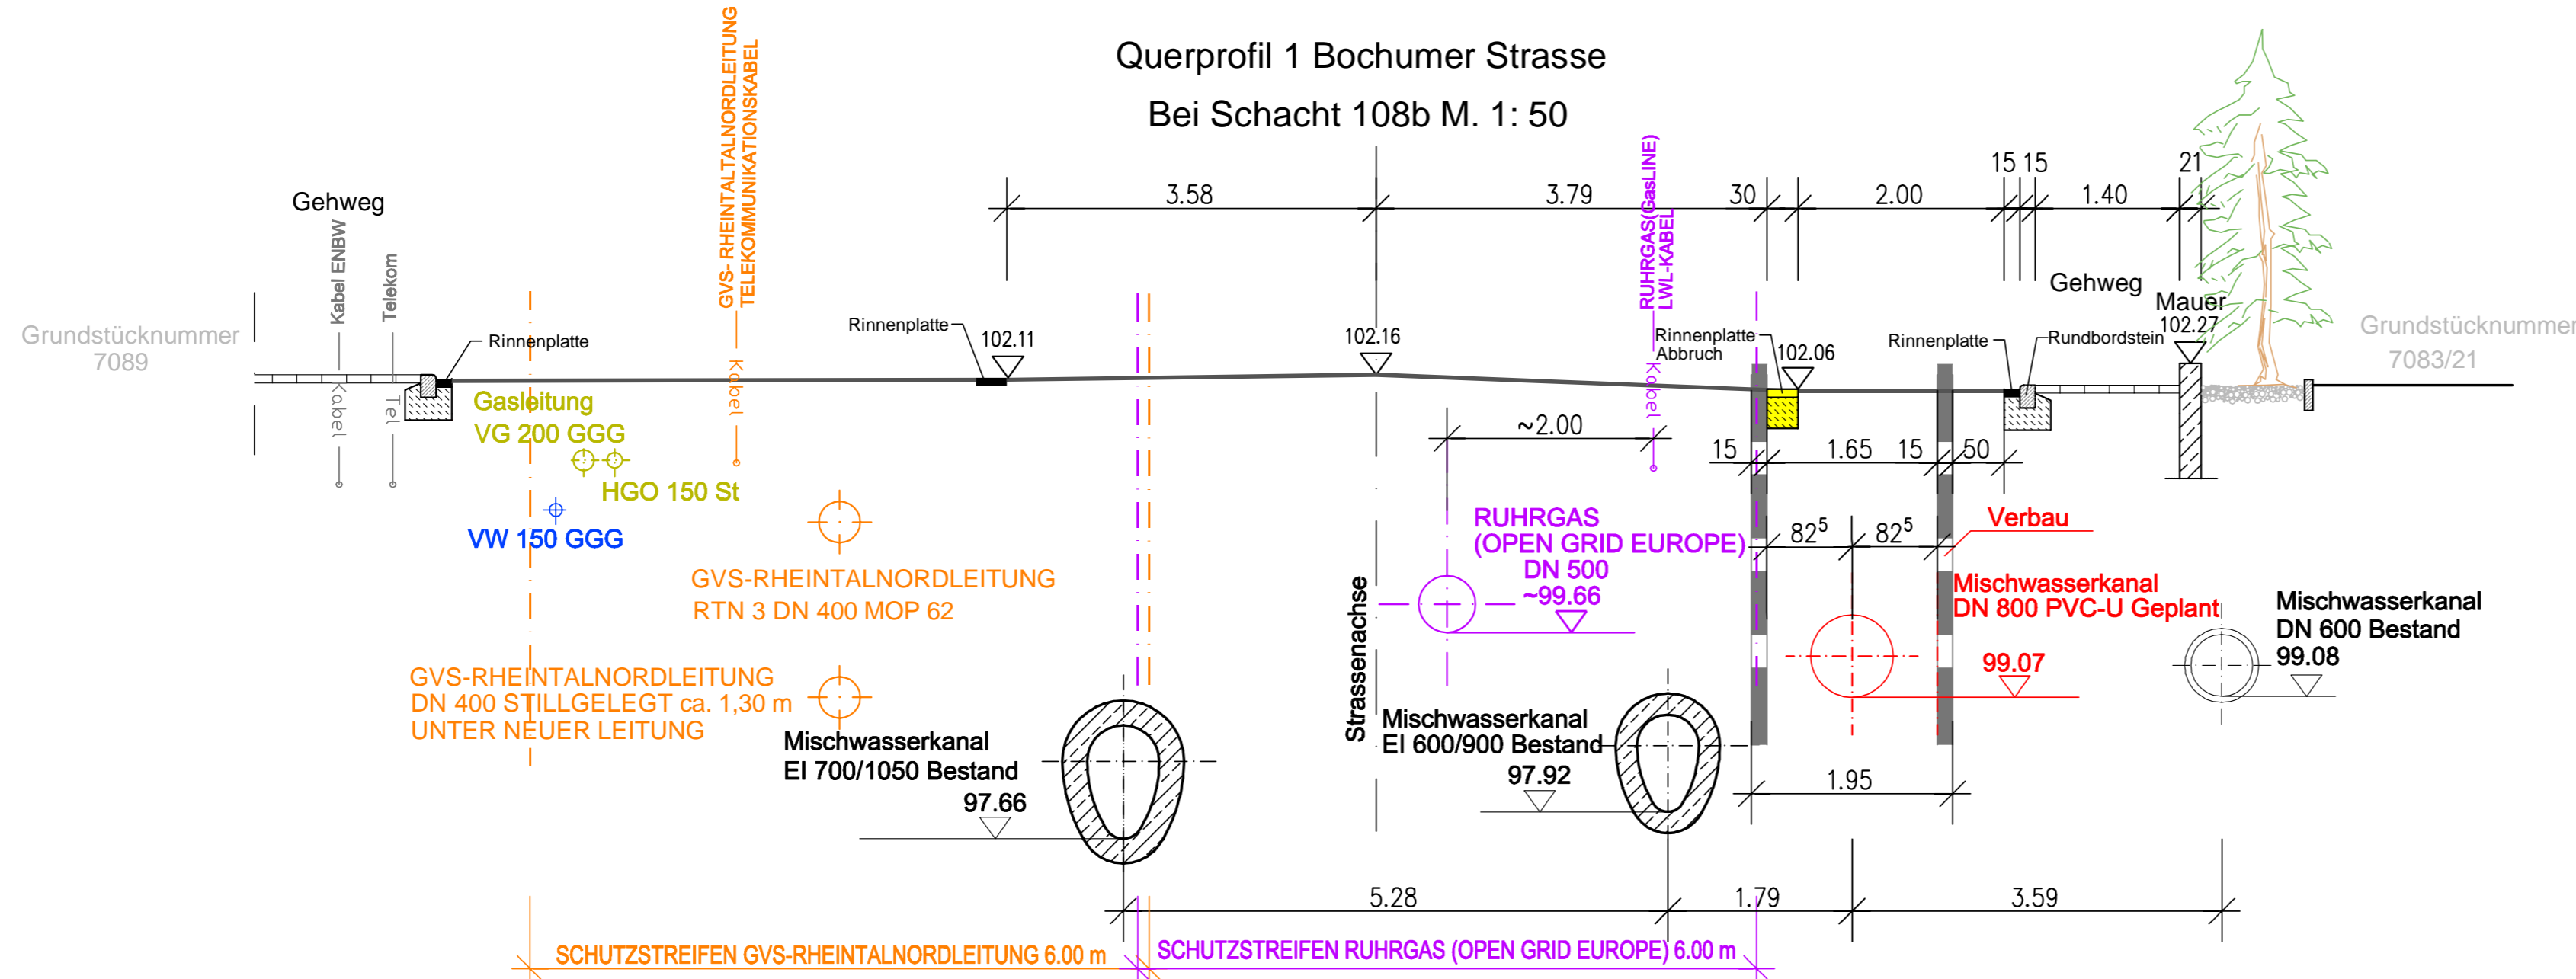 Querprofil 1 Bochumer Strasse
Bei Schacht 108b M. 1: 50
GVS- RHEINTALTALNORDLEITUNG
TELEKOMMUNIKATIONSKABEL
RUHRGAS(GasLINE)
LWL-KABEL
3.58
3.79
30
2.00
15 15
1.40
21
Gehweg
Kabel ENBW
Telekom
Gehweg
Mauer
102.27
Grundstücknummer
7089
Rinnenplatte
Rinnenplatte
102.11
102.16
Rinnenplatte
Abbruch
102.06
Rinnenplatte
Rundbordstein
Grundstücknummer
7083/21
Kabel
Tel
Kabel
Kabel
Gasleitung
VG 200 GGG
HGO 150 St
VW 150 GGG
~2.00
15
1.65
15
50
82⁵
82⁵
Verbau
RUHRGAS
(OPEN GRID EUROPE)
DN 500
~99.66
GVS-RHEINTALNORDLEITUNG
RTN 3 DN 400 MOP 62
GVS-RHEINTALNORDLEITUNG
DN 400 STILLGELEGT ca. 1,30 m
UNTER NEUER LEITUNG
Strassenachse
Mischwasserkanal
DN 800 PVC-U Geplant
99.07
Mischwasserkanal
DN 600 Bestand
99.08
Mischwasserkanal
EI 700/1050 Bestand
97.66
Mischwasserkanal
EI 600/900 Bestand
97.92
1.95
5.28
1.79
3.59
SCHUTZSTREIFEN GVS-RHEINTALNORDLEITUNG 6.00 m
SCHUTZSTREIFEN RUHRGAS (OPEN GRID EUROPE) 6.00 m